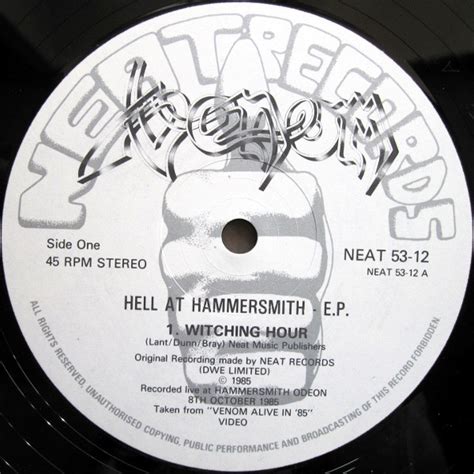 NEAT RECORDS
Venom
Side One
45 RPM STEREO
NEAT 53-12
NEAT 53-12 A
HELL AT HAMMERSMITH - E.P.
1. WITCHING HOUR
(Lant/Dunn/Bray) Neat Music Publishers
Original Recording made by NEAT RECORDS
(DWE LIMITED)
℗ 1985
Recorded live at HAMMERSMITH ODEON
8TH OCTOBER 1985
Taken from "VENOM ALIVE IN '85"
VIDEO
ALL RIGHTS RESERVED, UNAUTHORISED COPYING, PUBLIC PERFORMANCE AND BROADCASTING OF THIS RECORD FORBIDDEN